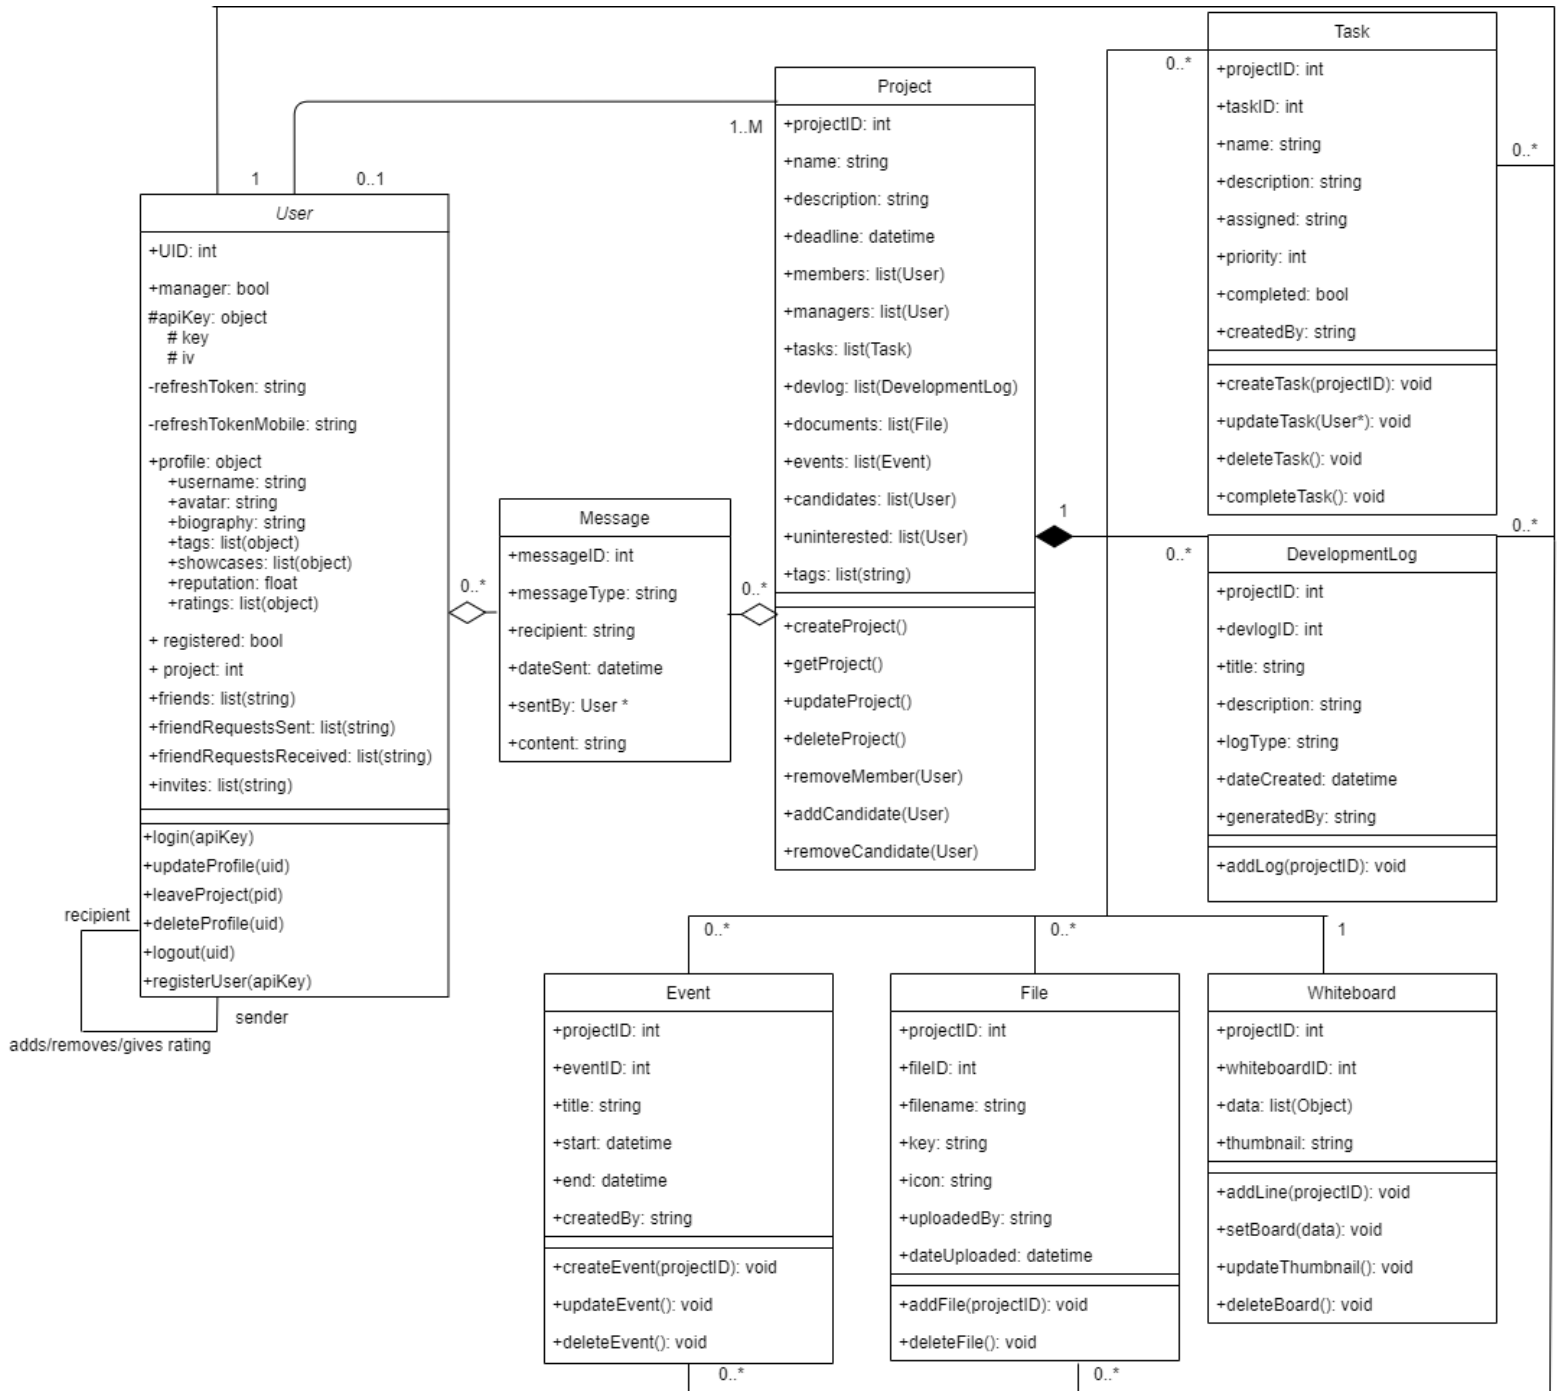 Task
0..*
+projectID: int
+taskID: int
+name: string
+description: string
+assigned: string
+priority: int
+completed: bool
+createdBy: string
+createTask(projectID): void
+updateTask(User*): void
+deleteTask(): void
+completeTask(): void
0..*
Project
1..M
+projectID: int
+name: string
+description: string
+deadline: datetime
+members: list(User)
+managers: list(User)
+tasks: list(Task)
+devlog: list(DevelopmentLog)
+documents: list(File)
+events: list(Event)
+candidates: list(User)
+uninterested: list(User)
+tags: list(string)
+createProject()
+getProject()
+updateProject()
+deleteProject()
+removeMember(User)
+addCandidate(User)
+removeCandidate(User)
1
1
0..1
User
+UID: int
+manager: bool
#apiKey: object
# key
# iv
-refreshToken: string
-refreshTokenMobile: string
+profile: object
+username: string
+avatar: string
+biography: string
+tags: list(object)
+showcases: list(object)
+reputation: float
+ratings: list(object)
+ registered: bool
+ project: int
+friends: list(string)
+friendRequestsSent: list(string)
+friendRequestsReceived: list(string)
+invites: list(string)
+login(apiKey)
+updateProfile(uid)
+leaveProject(pid)
+deleteProfile(uid)
+logout(uid)
+registerUser(apiKey)
recipient
sender
adds/removes/gives rating
0..*
Message
+messageID: int
+messageType: string
+recipient: string
+dateSent: datetime
+sentBy: User *
+content: string
0..*
0..*
0..*
DevelopmentLog
+projectID: int
+devlogID: int
+title: string
+description: string
+logType: string
+dateCreated: datetime
+generatedBy: string
+addLog(projectID): void
0..*
Event
+projectID: int
+eventID: int
+title: string
+start: datetime
+end: datetime
+createdBy: string
+createEvent(projectID): void
+updateEvent(): void
+deleteEvent(): void
0..*
0..*
File
+projectID: int
+fileID: int
+filename: string
+key: string
+icon: string
+uploadedBy: string
+dateUploaded: datetime
+addFile(projectID): void
+deleteFile(): void
0..*
1
Whiteboard
+projectID: int
+whiteboardID: int
+data: list(Object)
+thumbnail: string
+addLine(projectID): void
+setBoard(data): void
+updateThumbnail(): void
+deleteBoard(): void